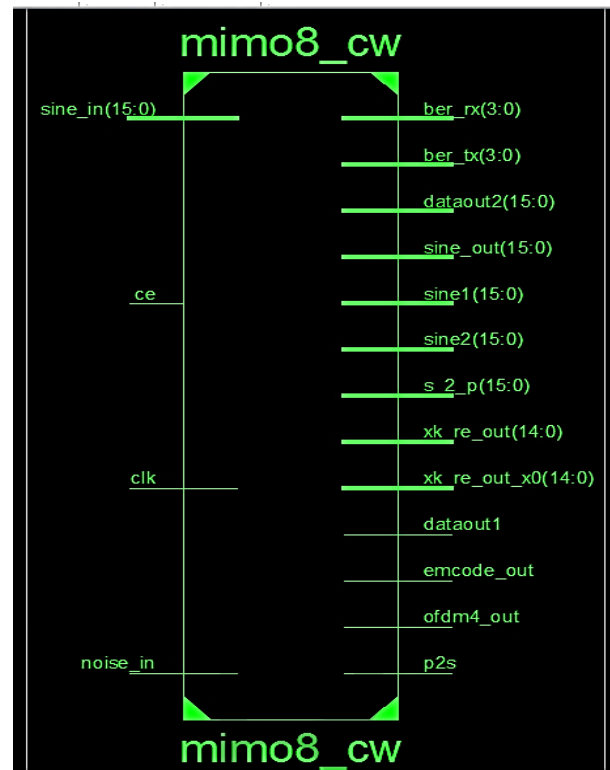 mimo8_cw
sine_in(15:0)
ber_rx(3:0)
ber_tx(3:0)
dataout2(15:0)
sine_out(15:0)
ce
sine1(15:0)
sine2(15:0)
s_2_p(15:0)
xk_re_out(14:0)
clk
xk_re_out_x0(14:0)
dataout1
emcode_out
ofdm4_out
noise_in
p2s
mimo8_cw